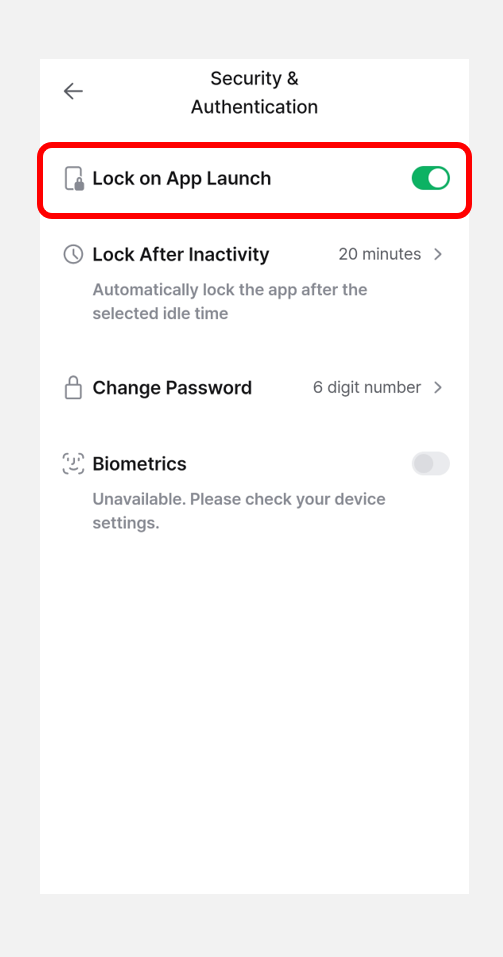 Security &
Authentication
Lock on App Launch
Lock After Inactivity 20 minutes
Automatically lock the app after the
selected idle time
Change Password 6 digit number
Biometrics
Unavailable. Please check your device
settings.